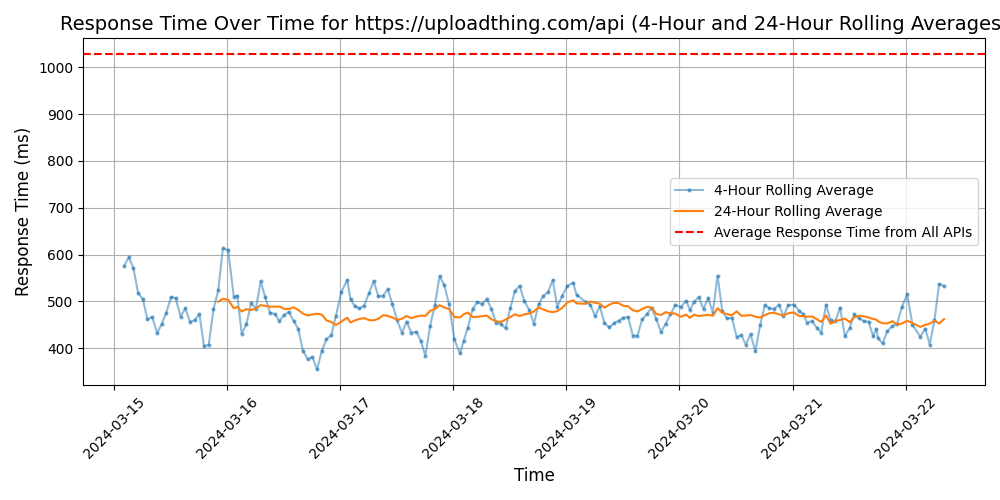 Response Time Over Time for https://uploadthing.com/api (4-Hour and 24-Hour Rolling Averages
Response Time (ms)
1000
900
800
700
600
500
400
4-Hour Rolling Average
24-Hour Rolling Average
Average Response Time from All APIs
2024-03-15
2024-03-16
2024-03-17
2024-03-18
2024-03-19
2024-03-20
2024-03-21
2024-03-22
Time